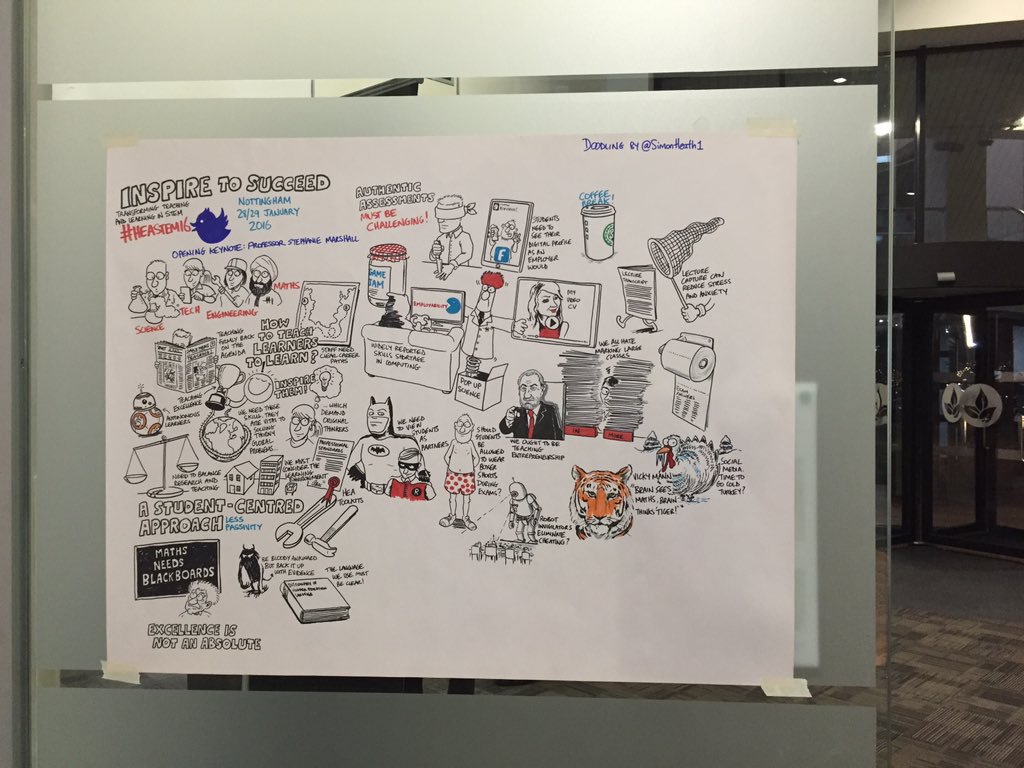 DOODLING BY @SimonHeath1
INSPIRE TO SUCCEED
TRANSFORMING TEACHING
AND LEARNING IN STEM
#HEASTEM16
NOTTINGHAM
28/29 JANUARY
2016
OPENING KEYNOTE: PROFESSOR STEPHANIE MARSHALL
SCIENCE
TECH
ENGINEERING
MATHS
TEACHING
FIRMLY BACK
ON THE
AGENDA
HOW
TO TEACH
LEARNERS
TO LEARN?
STAFF NEED
CLEAR CAREER
PATHS
TEACHING
EXCELLENCE
AUTONOMOUS
LEARNERS
INSPIRE
THEM!
WE NEED THESE
SKILLS. THEY
ARE VITAL TO
SOLVING
THORNY
GLOBAL
PROBLEMS...
... WHICH
DEMAND
ORIGINAL
THINKERS
NEED TO BALANCE
RESEARCH AND
TEACHING
WE MUST
CONSIDER THE
LEARNING
ENVIRONMENT
PROFESSIONAL
STANDARDS
HEA
TOOLKITS
A STUDENT-CENTRED
APPROACH
LESS
PASSIVITY
MATHS
NEEDS
BLACKBOARDS
BE BLOODY AWKWARD
BUT BACK IT UP
WITH EVIDENCE
THE LANGUAGE
WE USE MUST
BE CLEAR!
DICTIONARY OF
EXCELLENCE IS
NOT AN ABSOLUTE
AUTHENTIC
ASSESSMENTS
MUST BE
CHALLENGING!
GAME
JAM
EMPLOYABILITY
WIDELY REPORTED
SKILLS SHORTAGE
IN COMPUTING
STUDENTS
NEED TO
SEE THEIR
DIGITAL PROFILE
AS AN
EMPLOYER
WOULD
COFFEE
BREAK!
MY
VIDEO
CV
POP UP
SCIENCE
LECTURE
TRANSCRIPT
LECTURE
CAPTURE CAN
REDUCE STRESS
AND ANXIETY
WE ALL HATE
MARKING LARGE
CLASSES
IN
MORE
WE OUGHT TO BE
TEACHING
ENTREPRENEURSHIP
WE NEED
TO VIEW
STUDENTS
AS
PARTNERS
R
SHOULD
STUDENTS
BE
ALLOWED
TO WEAR
BOXER
SHORTS
DURING
EXAMS?
ROBOT
INVIGILATORS
ELIMINATE
CHEATING?
VICKY MANN
"BRAIN SEES
MATHS, BRAIN
THINKS 'TIGER!'"
SOCIAL
MEDIA.
TIME TO
GO COLD
TURKEY?